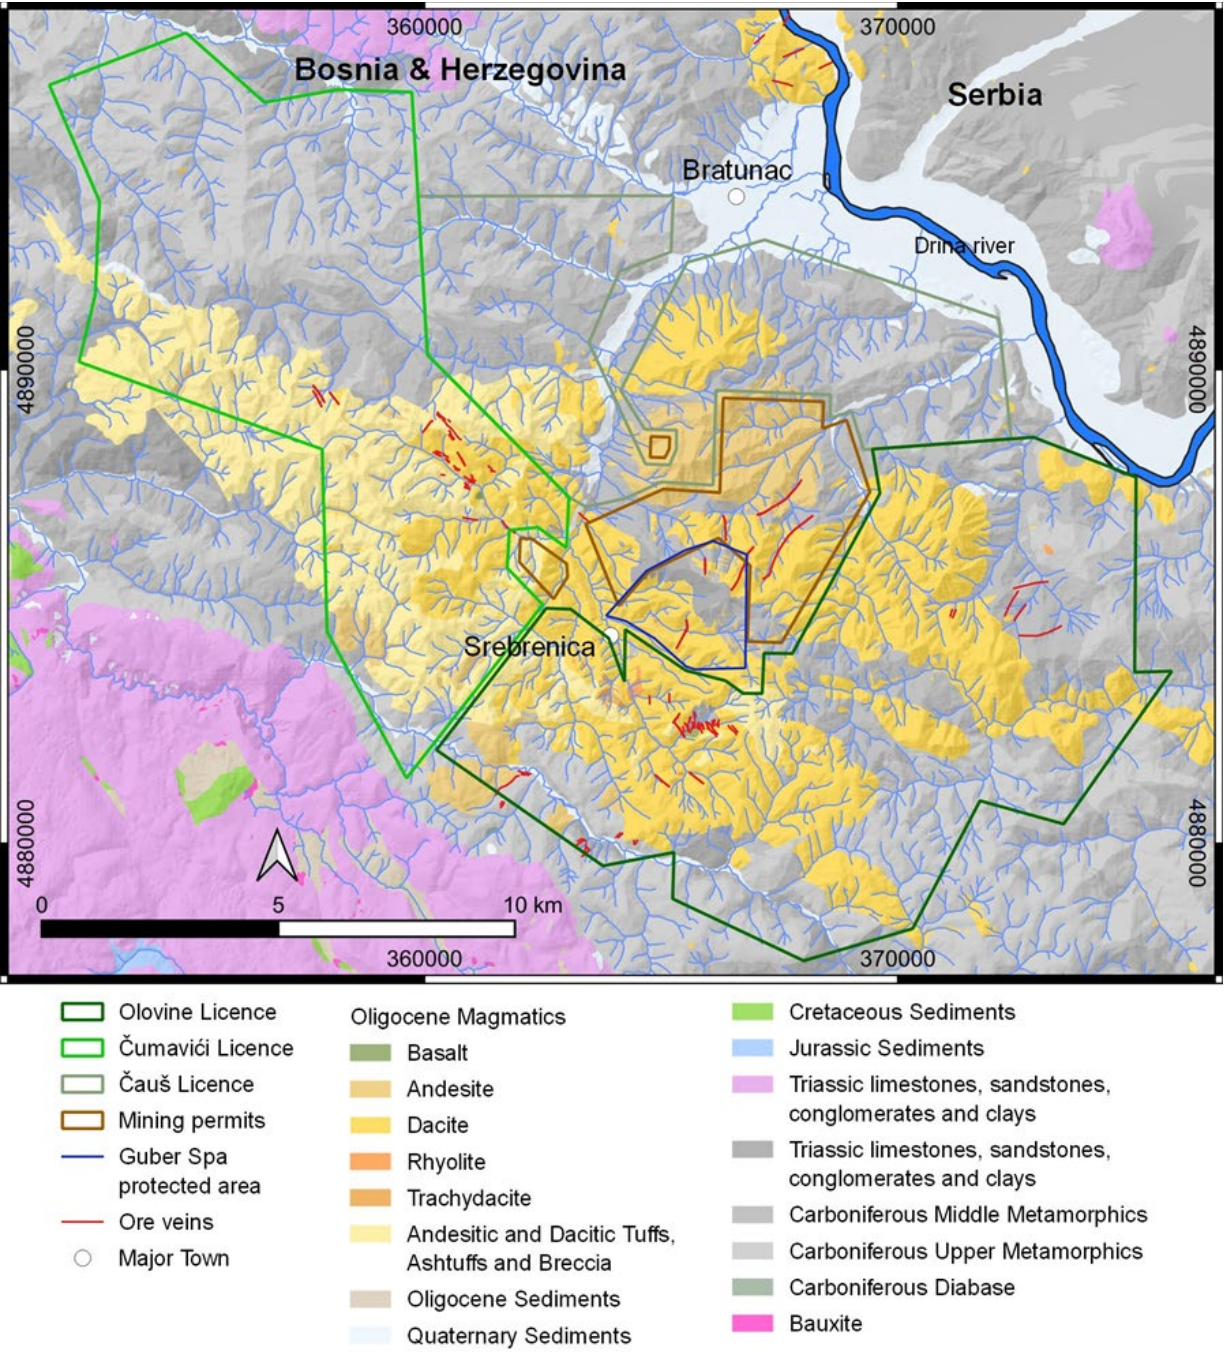 360000
370000
Bosnia & Herzegovina
Serbia
Bratunac
Drina river
4890000
4890000
Srebrenica
4880000
4880000
0 5 10 km
360000
370000
Olovine Licence
Čumavići Licence
Čauš Licence
Mining permits
Guber Spa
protected area
Ore veins
Major Town
Oligocene Magmatics
Basalt
Andesite
Dacite
Rhyolite
Trachydacite
Andesitic and Dacitic Tuffs,
Ashtuffs and Breccia
Oligocene Sediments
Quaternary Sediments
Cretaceous Sediments
Jurassic Sediments
Triassic limestones, sandstones,
conglomerates and clays
Triassic limestones, sandstones,
conglomerates and clays
Carboniferous Middle Metamorphics
Carboniferous Upper Metamorphics
Carboniferous Diabase
Bauxite